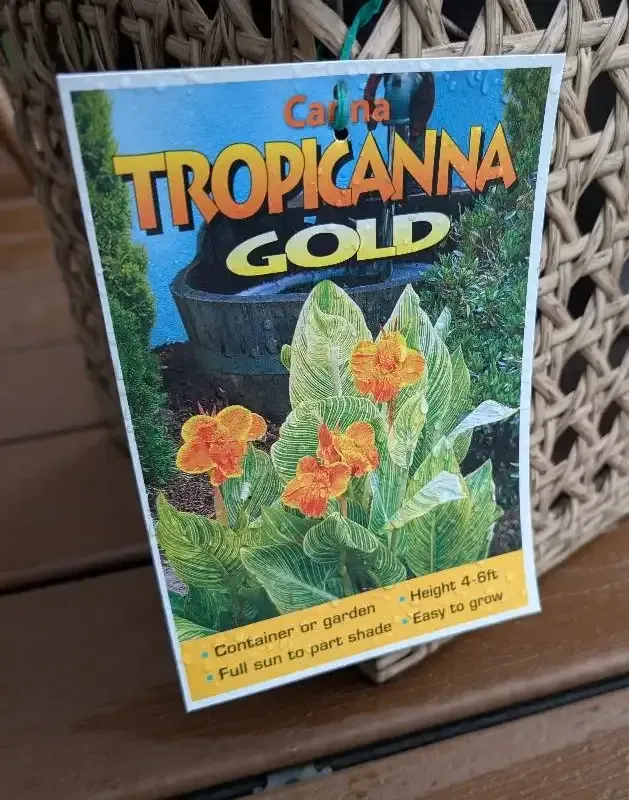 Canna
TROPICANNA
GOLD
Container or garden
Full sun to part shade
Height 4-6ft
Easy to grow